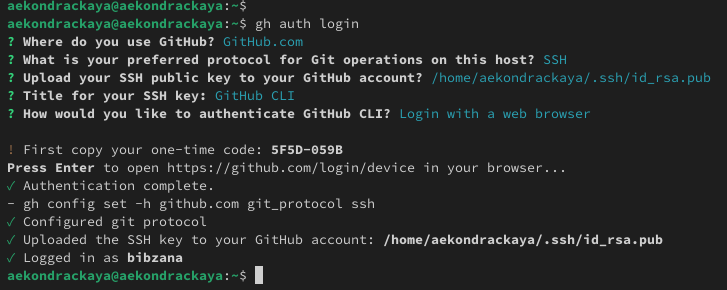 aekondrackaya@aekondrackaya:~$
aekondrackaya@aekondrackaya:~$ gh auth login
? Where do you use GitHub? GitHub.com
? What is your preferred protocol for Git operations on this host? SSH
? Upload your SSH public key to your GitHub account? /home/aekondrackaya/.ssh/id_rsa.pub
? Title for your SSH key: GitHub CLI
? How would you like to authenticate GitHub CLI? Login with a web browser
! First copy your one-time code: 5F5D-059B
Press Enter to open https://github.com/login/device in your browser...
✓ Authentication complete.
- gh config set -h github.com git_protocol ssh
✓ Configured git protocol
✓ Uploaded the SSH key to your GitHub account: /home/aekondrackaya/.ssh/id_rsa.pub
✓ Logged in as bibzana
aekondrackaya@aekondrackaya:~$